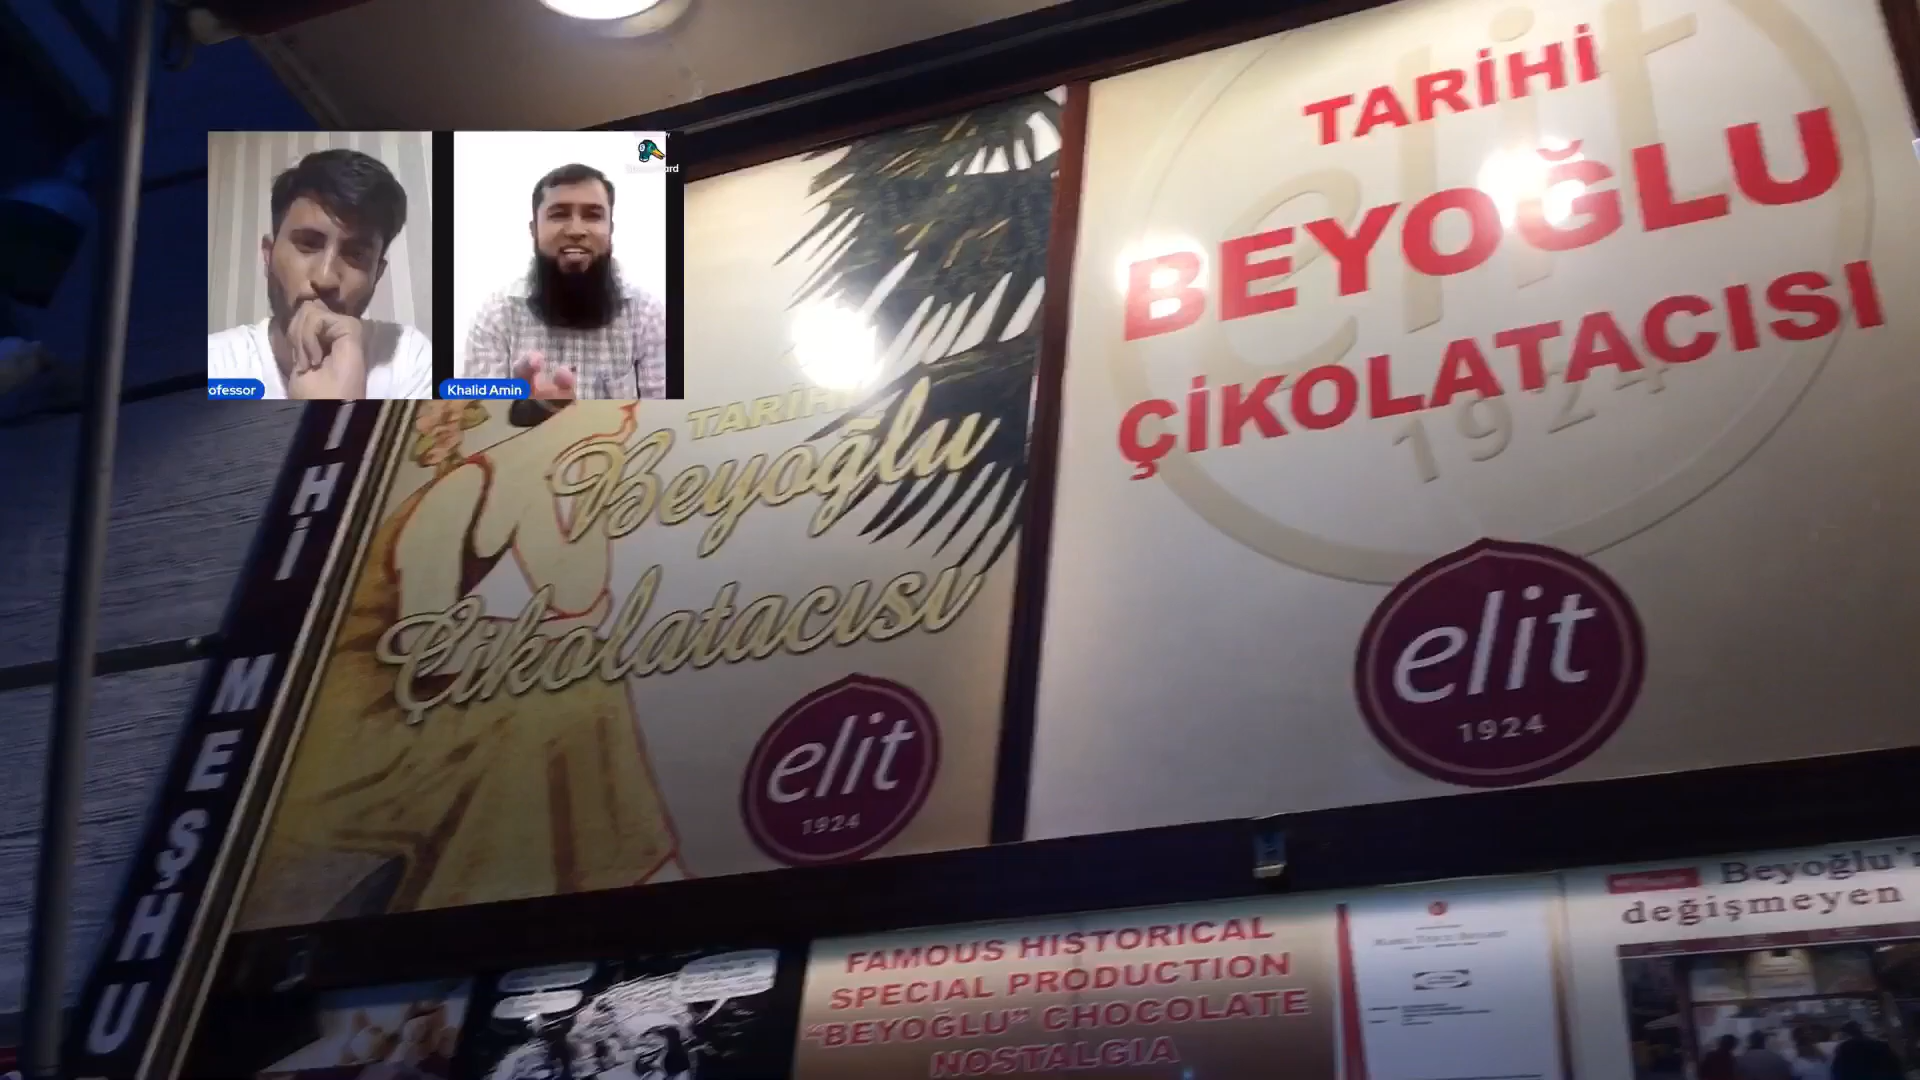 TARİHİ
BEYOĞLU
ÇİKOLATACISI
1924
elit
1924
TARİHİ
Beyoğlu
Çikolatacısı
elit
1924
İHİ MEŞHU
ofessor
Khalid Amin
FAMOUS HISTORICAL
SPECIAL PRODUCTION
"BEYOĞLU" CHOCOLATE
NOSTALGIA
Beyoğlu'n
değişmeyen